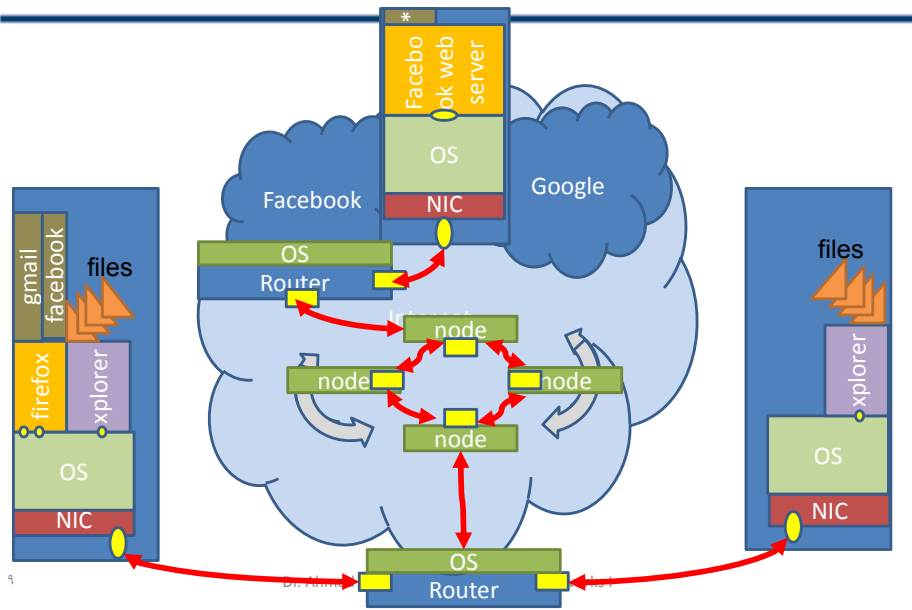 *
Facebo
ok web
server
OS
NIC
Facebook
Google
OS
Router
node
node
node
node
OS
Router
gmail
facebook
files
firefox
xplorer
OS
NIC
files
xplorer
OS
NIC
٩